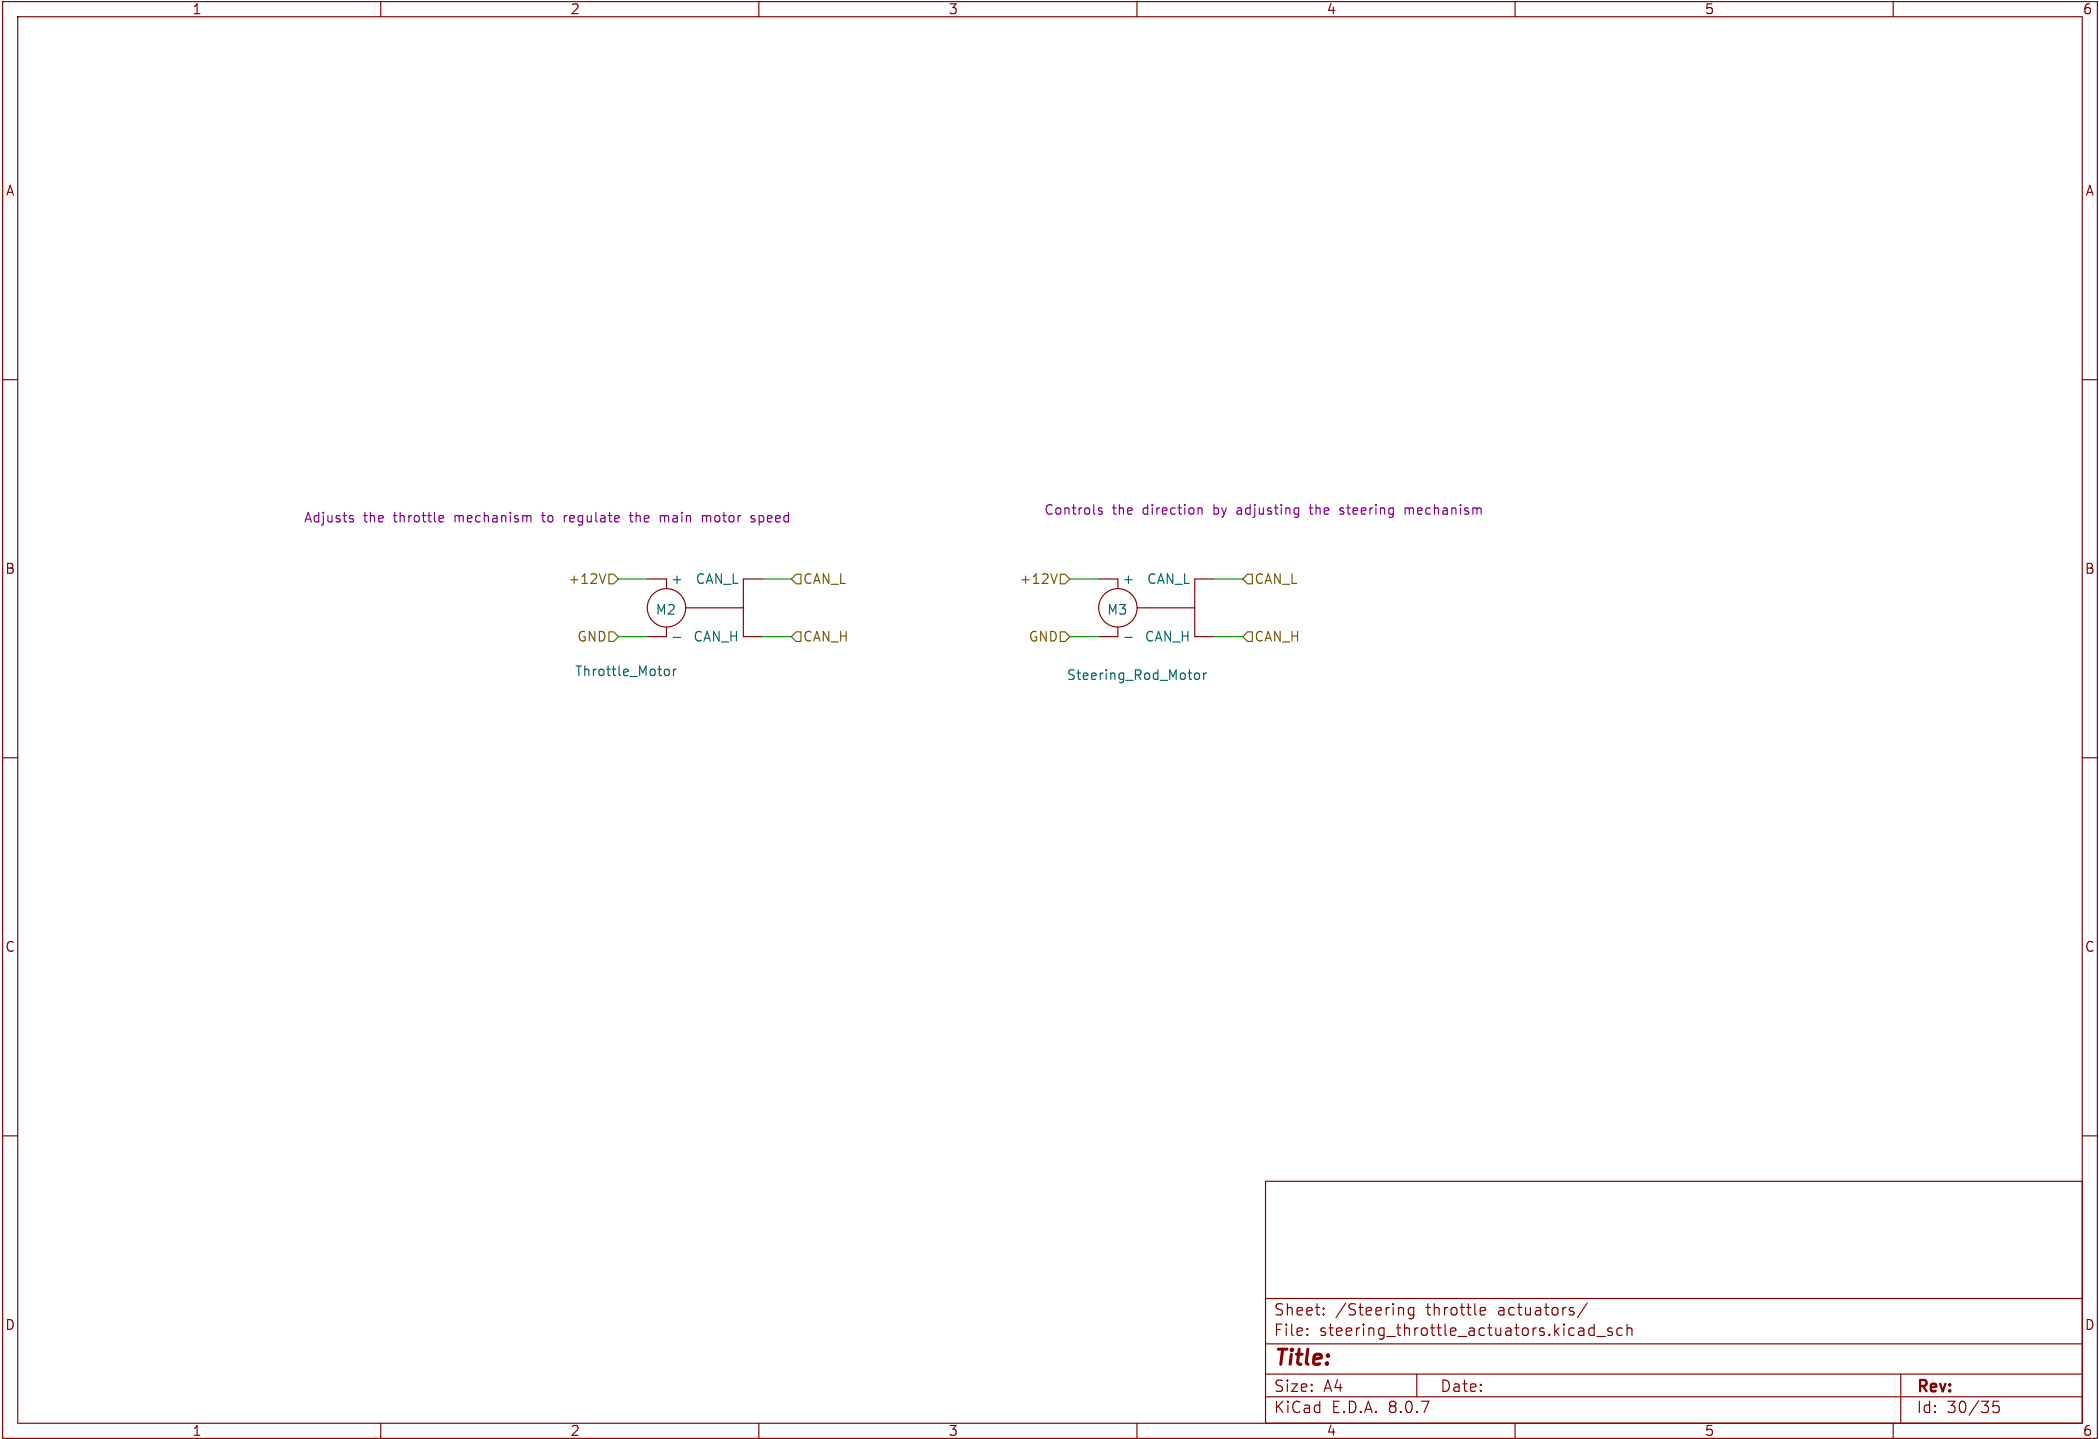 1 2 3 4 5 6
A A
Adjusts the throttle mechanism to regulate the main motor speed
Controls the direction by adjusting the steering mechanism
B B
+12V + CAN_L CAN_L
M2
GND - CAN_H CAN_H
Throttle_Motor
+12V + CAN_L CAN_L
M3
GND - CAN_H CAN_H
Steering_Rod_Motor
C C
D D
Sheet: /Steering throttle actuators/
File: steering_throttle_actuators.kicad_sch
Title:
Size: A4 Date: Rev:
KiCad E.D.A. 8.0.7 Id: 30/35
1 2 3 4 5 6